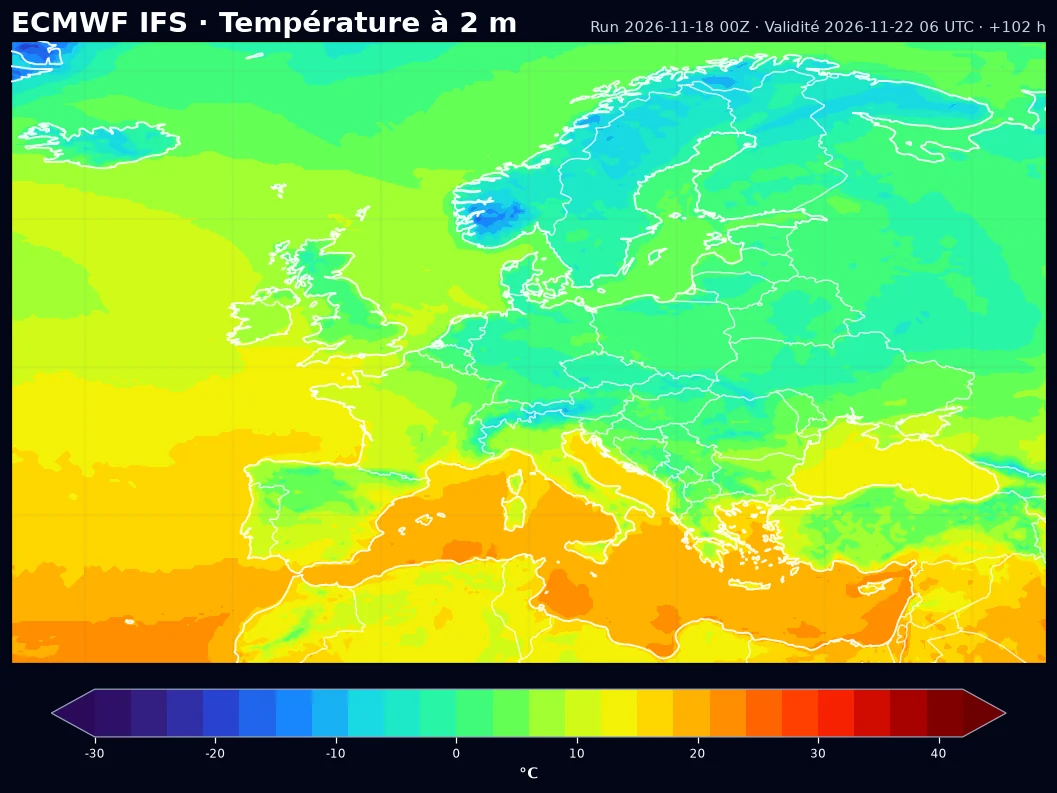 ECMWF IFS · Température à 2 m
Run 2026-11-18 00Z · Validité 2026-11-22 06 UTC · +102 h
-30 -20 -10 0 10 20 30 40
°C